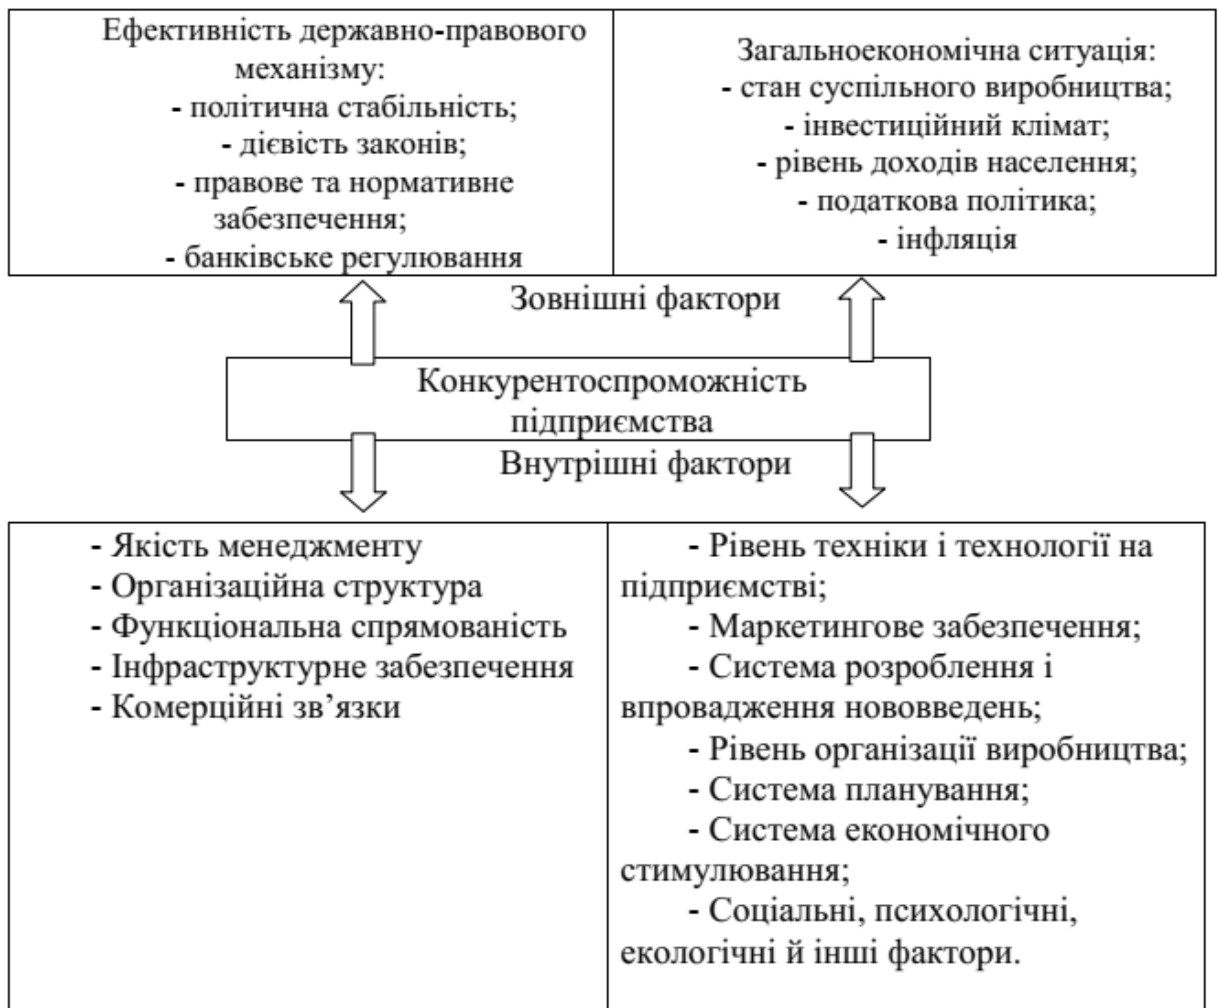 Ефективність державно-правового
механізму:
- політична стабільність;
- дієвість законів;
- правове та нормативне
забезпечення;
- банківське регулювання
Загальноекономічна ситуація:
- стан суспільного виробництва;
- інвестиційний клімат;
- рівень доходів населення;
- податкова політика;
- інфляція
Зовнішні фактори
Конкурентоспроможність
підприємства
Внутрішні фактори
- Якість менеджменту
- Організаційна структура
- Функціональна спрямованість
- Інфраструктурне забезпечення
- Комерційні зв’язки
- Рівень техніки і технології на
підприємстві;
- Маркетингове забезпечення;
- Система розроблення і
впровадження нововведень;
- Рівень організації виробництва;
- Система планування;
- Система економічного
стимулювання;
- Соціальні, психологічні,
екологічні й інші фактори.